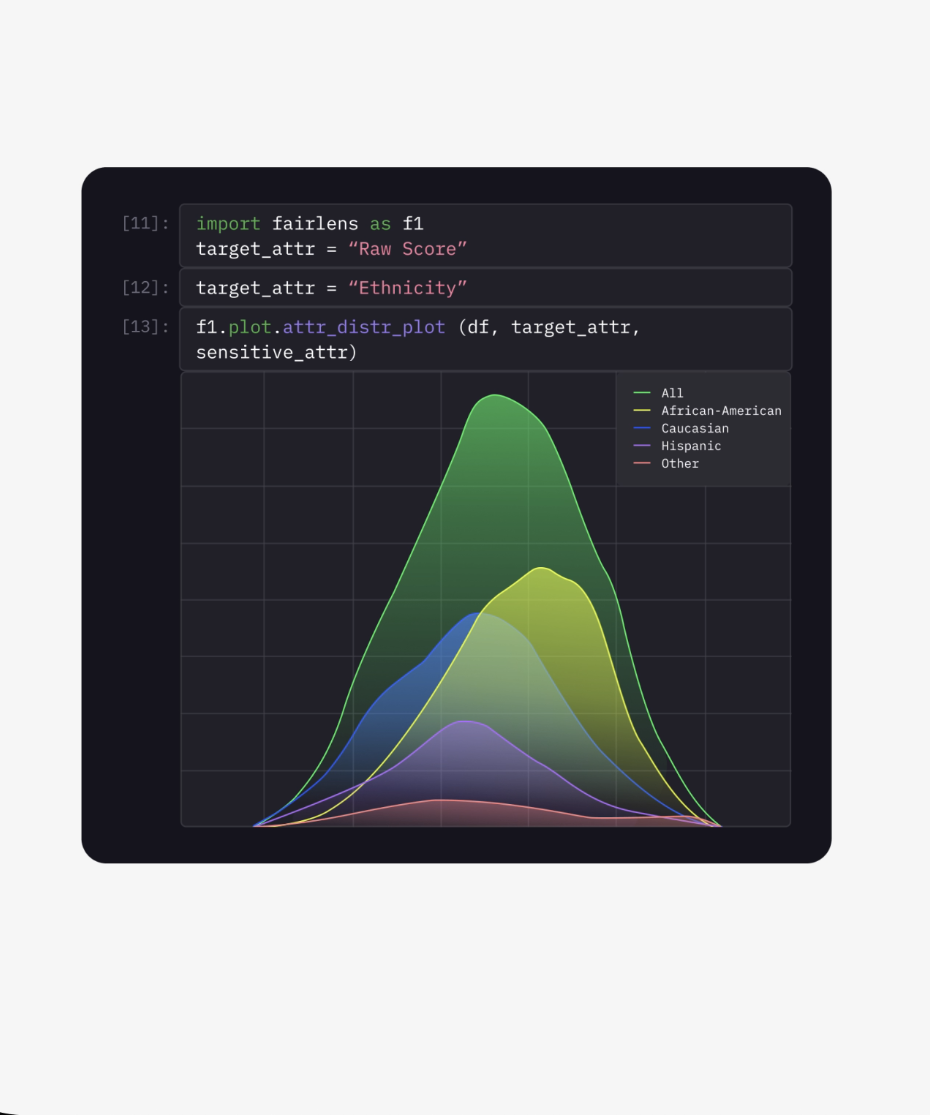 [11]: import fairlens as f1
target_attr = “Raw Score”
[12]: target_attr = “Ethnicity”
[13]: f1.plot.attr_distr_plot (df, target_attr,
sensitive_attr)
All
African-American
Caucasian
Hispanic
Other